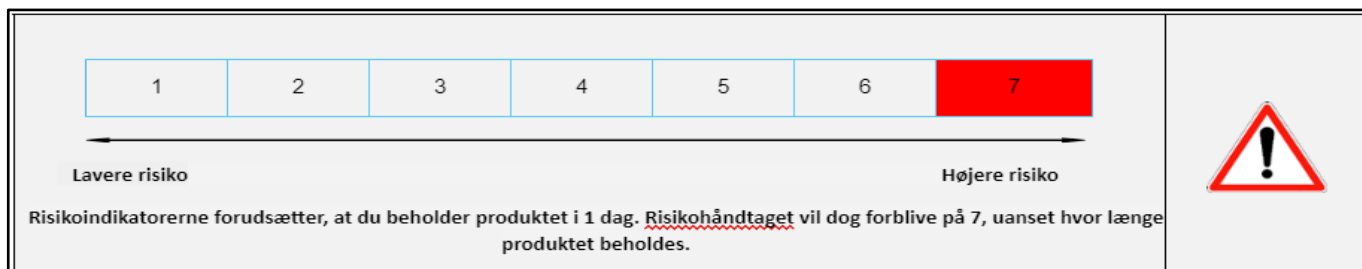 1 2 3 4 5 6 7
Lavere risiko Højere risiko
Risikoindikatorerne forudsætter, at du beholder produktet i 1 dag. Risikohåndtaget vil dog forblive på 7, uanset hvor længe
produktet beholdes.